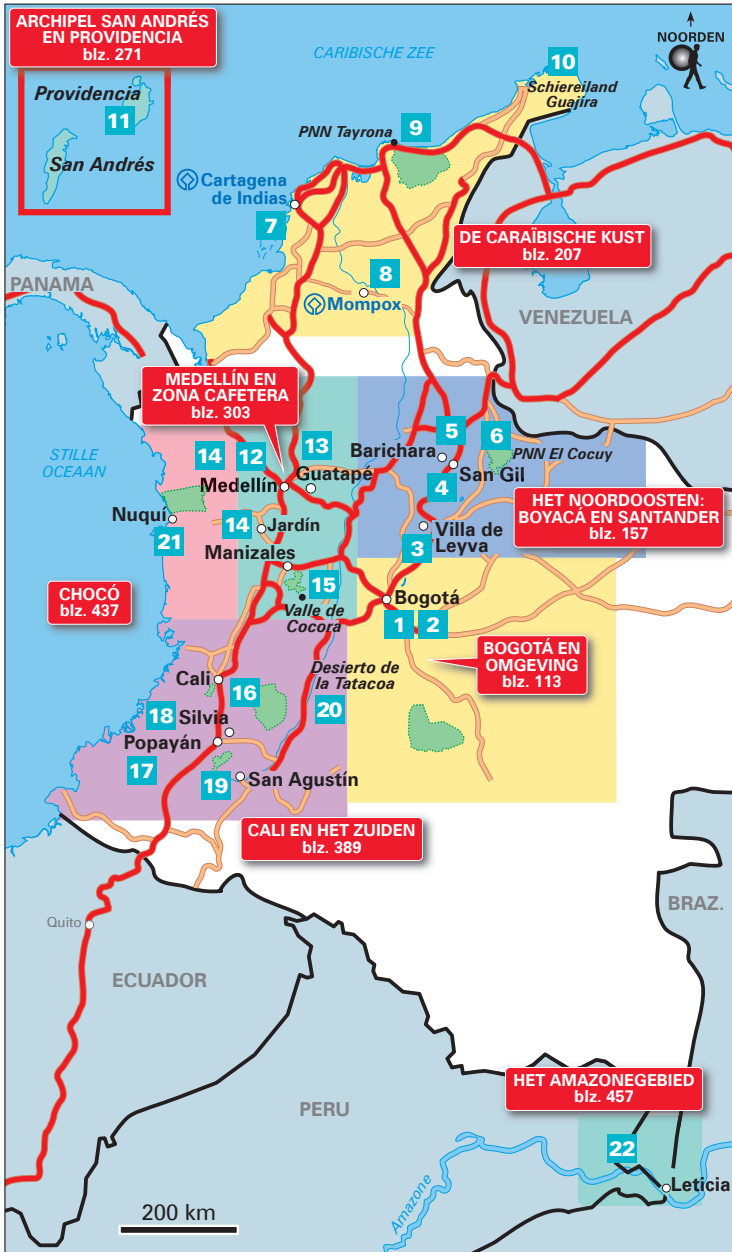 ARCHIPEL SAN ANDRÉS
EN PROVIDENCIA
blz. 271
Providencia
11
San Andrés
CARIBISCHE ZEE
NOORDEN
10
Schiereiland
Guajira
PNN Tayrona
9
Cartagena
de Indias
7
DE CARAÏBISCHE KUST
blz. 207
8
Mompox
PANAMA
VENEZUELA
MEDELLÍN EN
ZONA CAFETERA
blz. 303
STILLE
OCEAAN
14
12
13
Guatapé
Medellín
Barichara
5
6
PNN El Cocuy
San Gil
4
HET NOORDOOSTEN:
BOYACÁ EN SANTANDER
blz. 157
Nuquí
21
14
Jardín
Villa de
Leyva
3
Manizales
CHOCÓ
blz. 437
15
Valle de
Cocora
Bogotá
1
2
BOGOTÁ EN
OMGEVING
blz. 113
Desierto de
la Tatacoa
Cali
16
20
18
Silvia
Popayán
17
19
San Agustín
CALI EN HET ZUIDEN
blz. 389
BRAZ.
Quito
ECUADOR
PERU
HET AMAZONEGEBIED
blz. 457
22
Leticia
Amazone
200 km